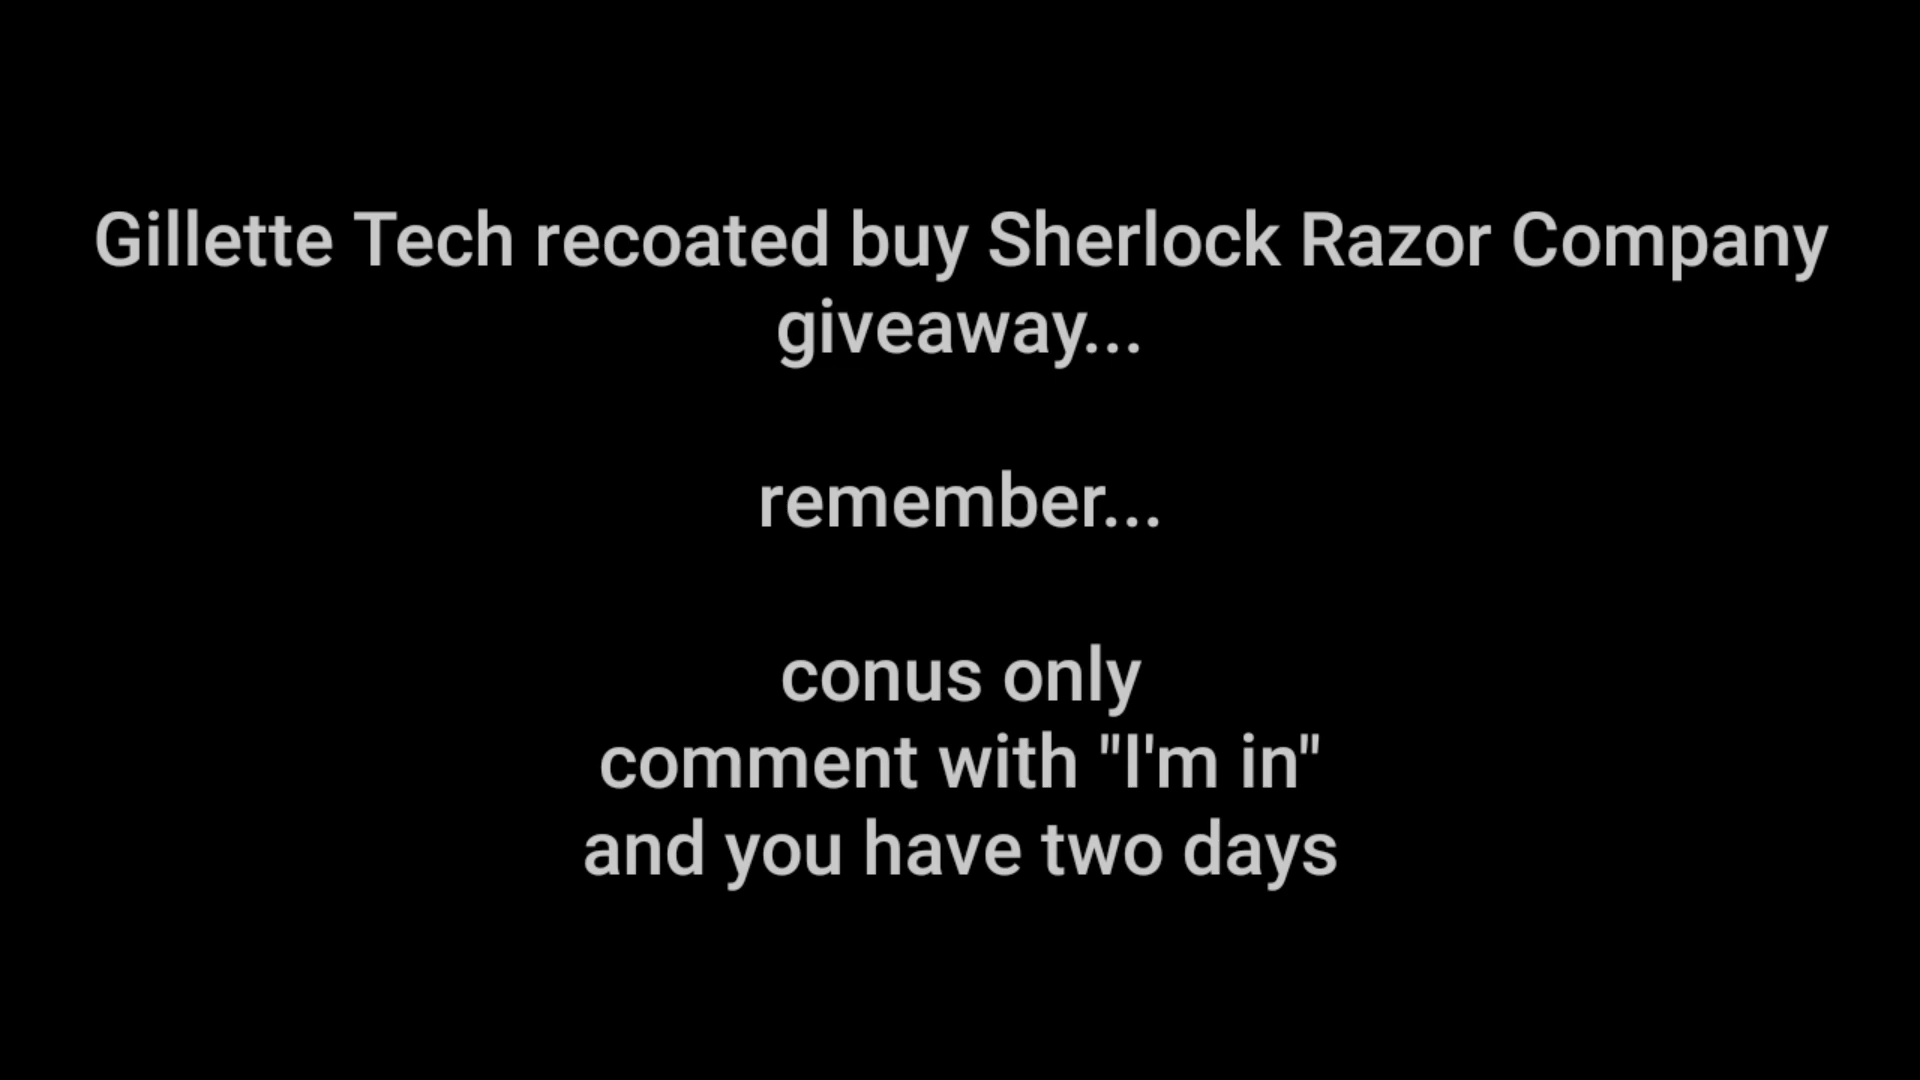 Gillette Tech recoated buy Sherlock Razor Company
giveaway...
remember...
conus only
comment with "I'm in"
and you have two days